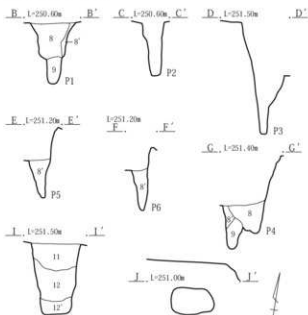 B L=250.60m B'
8
8'
9
P1
C L=250.60m C'
P2
D L=251.50m D'
P3
E L=251.20m E'
8'
P5
L=251.20m
F F'
8'
P6
G L=251.40m G'
8
8'
9
P4
I L=251.50m I'
11
12
12'
J L=251.00m J'